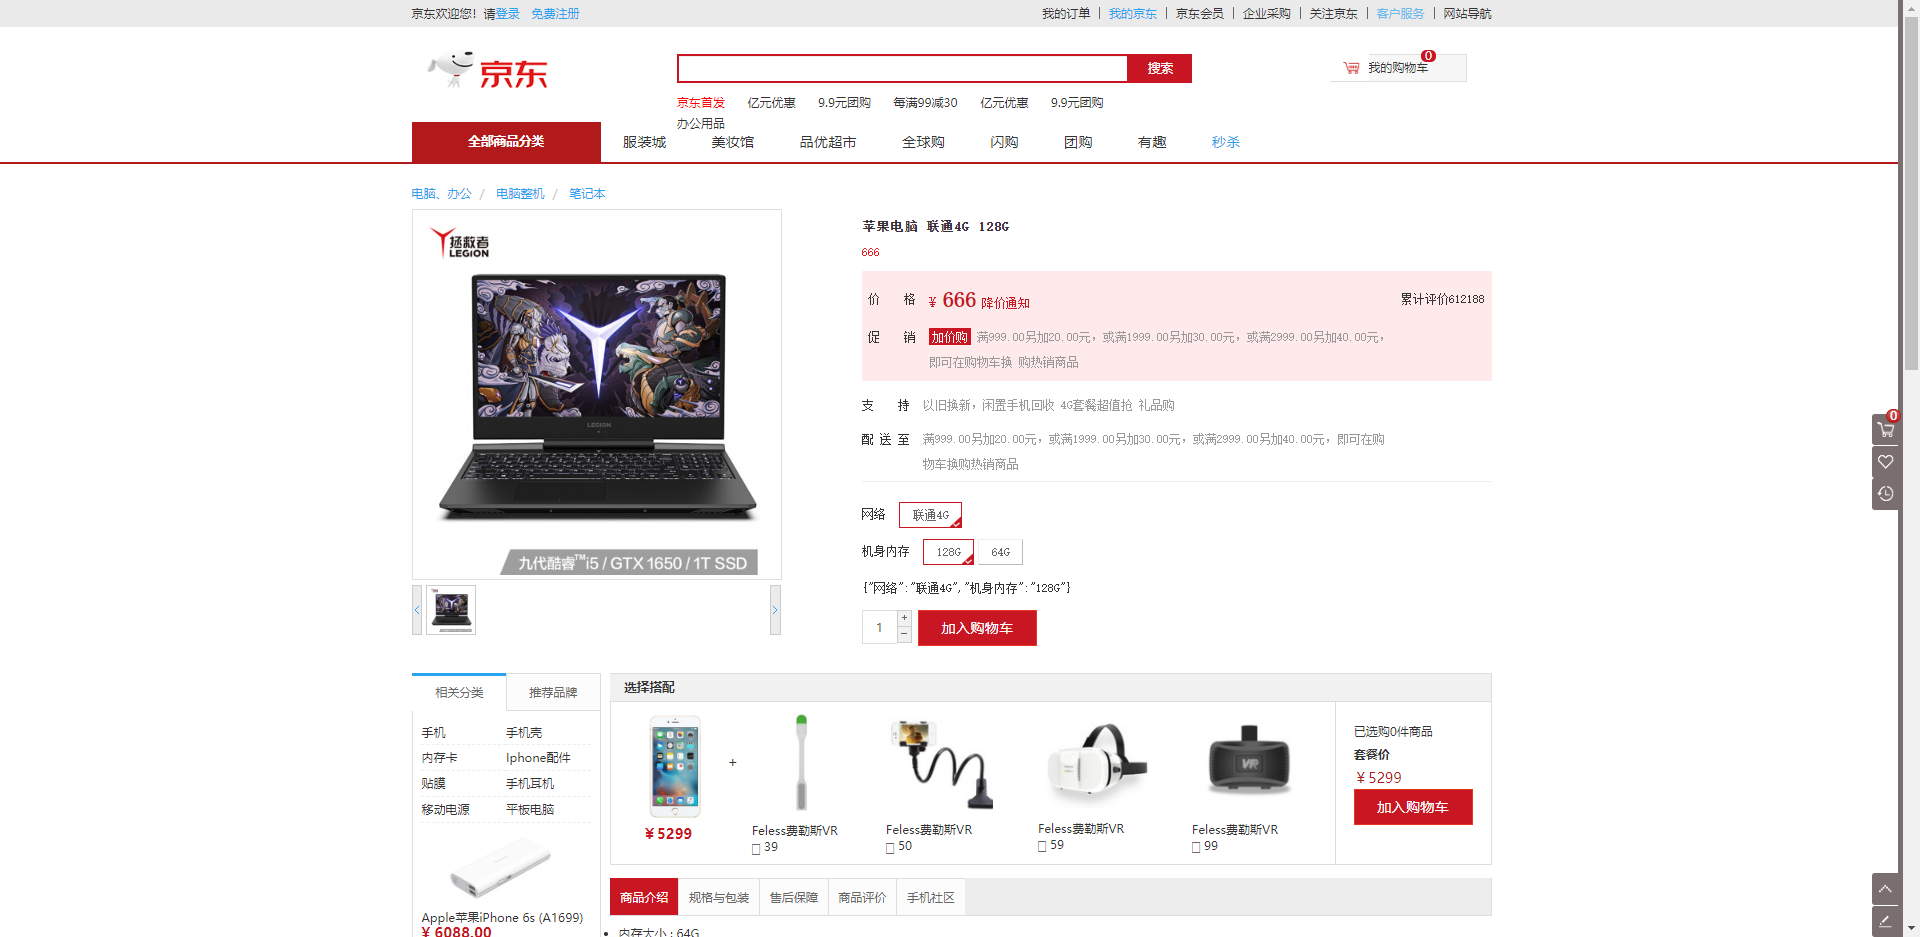 京东欢迎您！请登录 免费注册
我的订单 我的京东 京东会员 企业采购 关注京东 客户服务 网站导航
京东
搜索
0
我的购物车
京东首发 亿元优惠 9.9元团购 每满99减30 亿元优惠 9.9元团购
办公用品
全部商品分类 服装城 美妆馆 品优超市 全球购 闪购 团购 有趣 秒杀
电脑、办公 / 电脑整机 / 笔记本
拯救者
LEGION
LEGION
九代酷睿™i5 / GTX 1650 / 1T SSD
苹果电脑 联通4G 128G
666
价 格 ¥ 666 降价通知 累计评价612188
促 销 加价购 满999.00另加20.00元，或满1999.00另加30.00元，或满2999.00另加40.00元，
即可在购物车换 购热销商品
支 持 以旧换新，闲置手机回收 4G套餐超值抢 礼品购
配 送 至 满999.00另加20.00元，或满1999.00另加30.00元，或满2999.00另加40.00元，即可在购
物车换购热销商品
网络 联通4G
机身内存 128G 64G
{"网络":"联通4G","机身内存":"128G"}
1 + − 加入购物车
0
相关分类 推荐品牌
手机 手机壳
内存卡 Iphone配件
贴膜 手机耳机
移动电源 平板电脑
Apple苹果iPhone 6s (A1699)
¥ 6088.00
选择搭配
+
VR
¥ 5299
Feless费勒斯VR
39
Feless费勒斯VR
50
Feless费勒斯VR
59
Feless费勒斯VR
99
已选购0件商品
套餐价
¥ 5299
加入购物车
商品介绍 规格与包装 售后保障 商品评价 手机社区
• 内存大小 : 64G